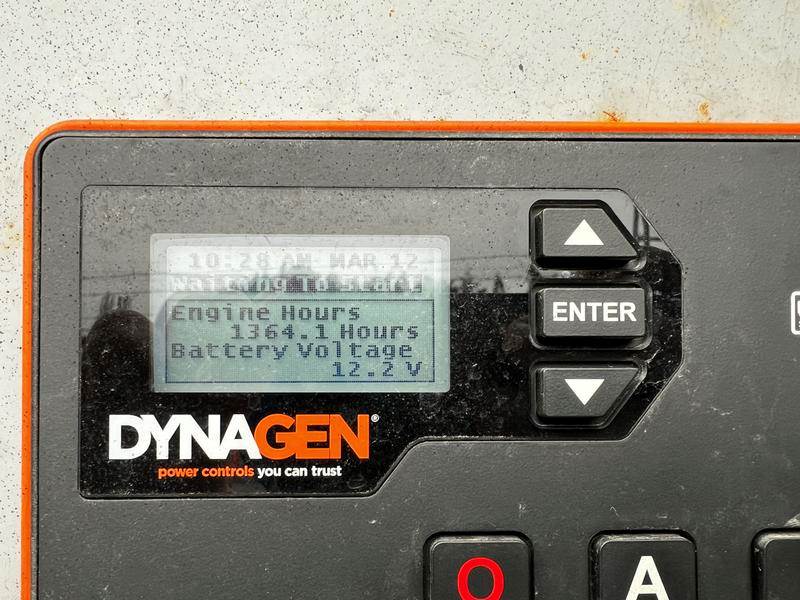 10:28 AM MAR 12
Waiting To Start
Engine Hours
1364.1 Hours
Battery Voltage
12.2 V
ENTER
DYNAGEN®
power controls you can trust
O
A